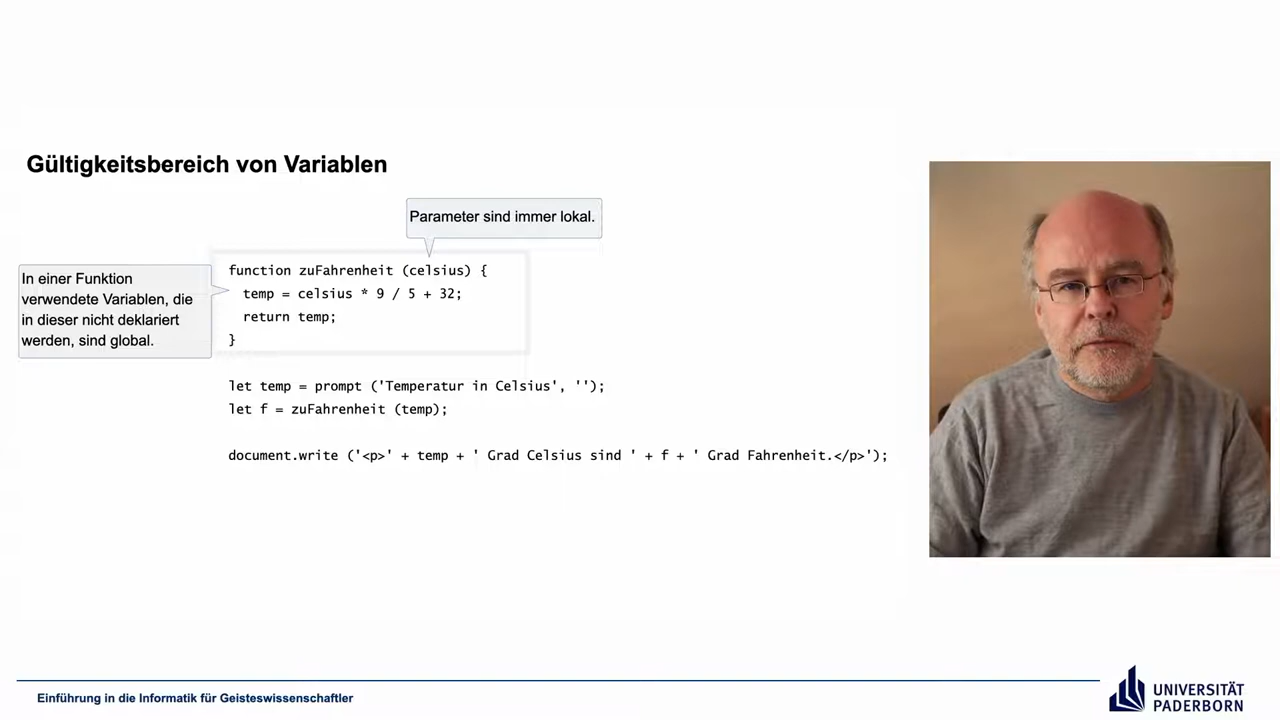 Gültigkeitsbereich von Variablen
Parameter sind immer lokal.
In einer Funktion
verwendete Variablen, die
in dieser nicht deklariert
werden, sind global.
function zuFahrenheit (celsius) {
  temp = celsius * 9 / 5 + 32;
  return temp;
}
let temp = prompt ('Temperatur in Celsius', '');
let f = zuFahrenheit (temp);
document.write ('<p>' + temp + ' Grad Celsius sind ' + f + ' Grad Fahrenheit.</p>');
Einführung in die Informatik für Geisteswissenschaftler
UNIVERSITÄT
PADERBORN